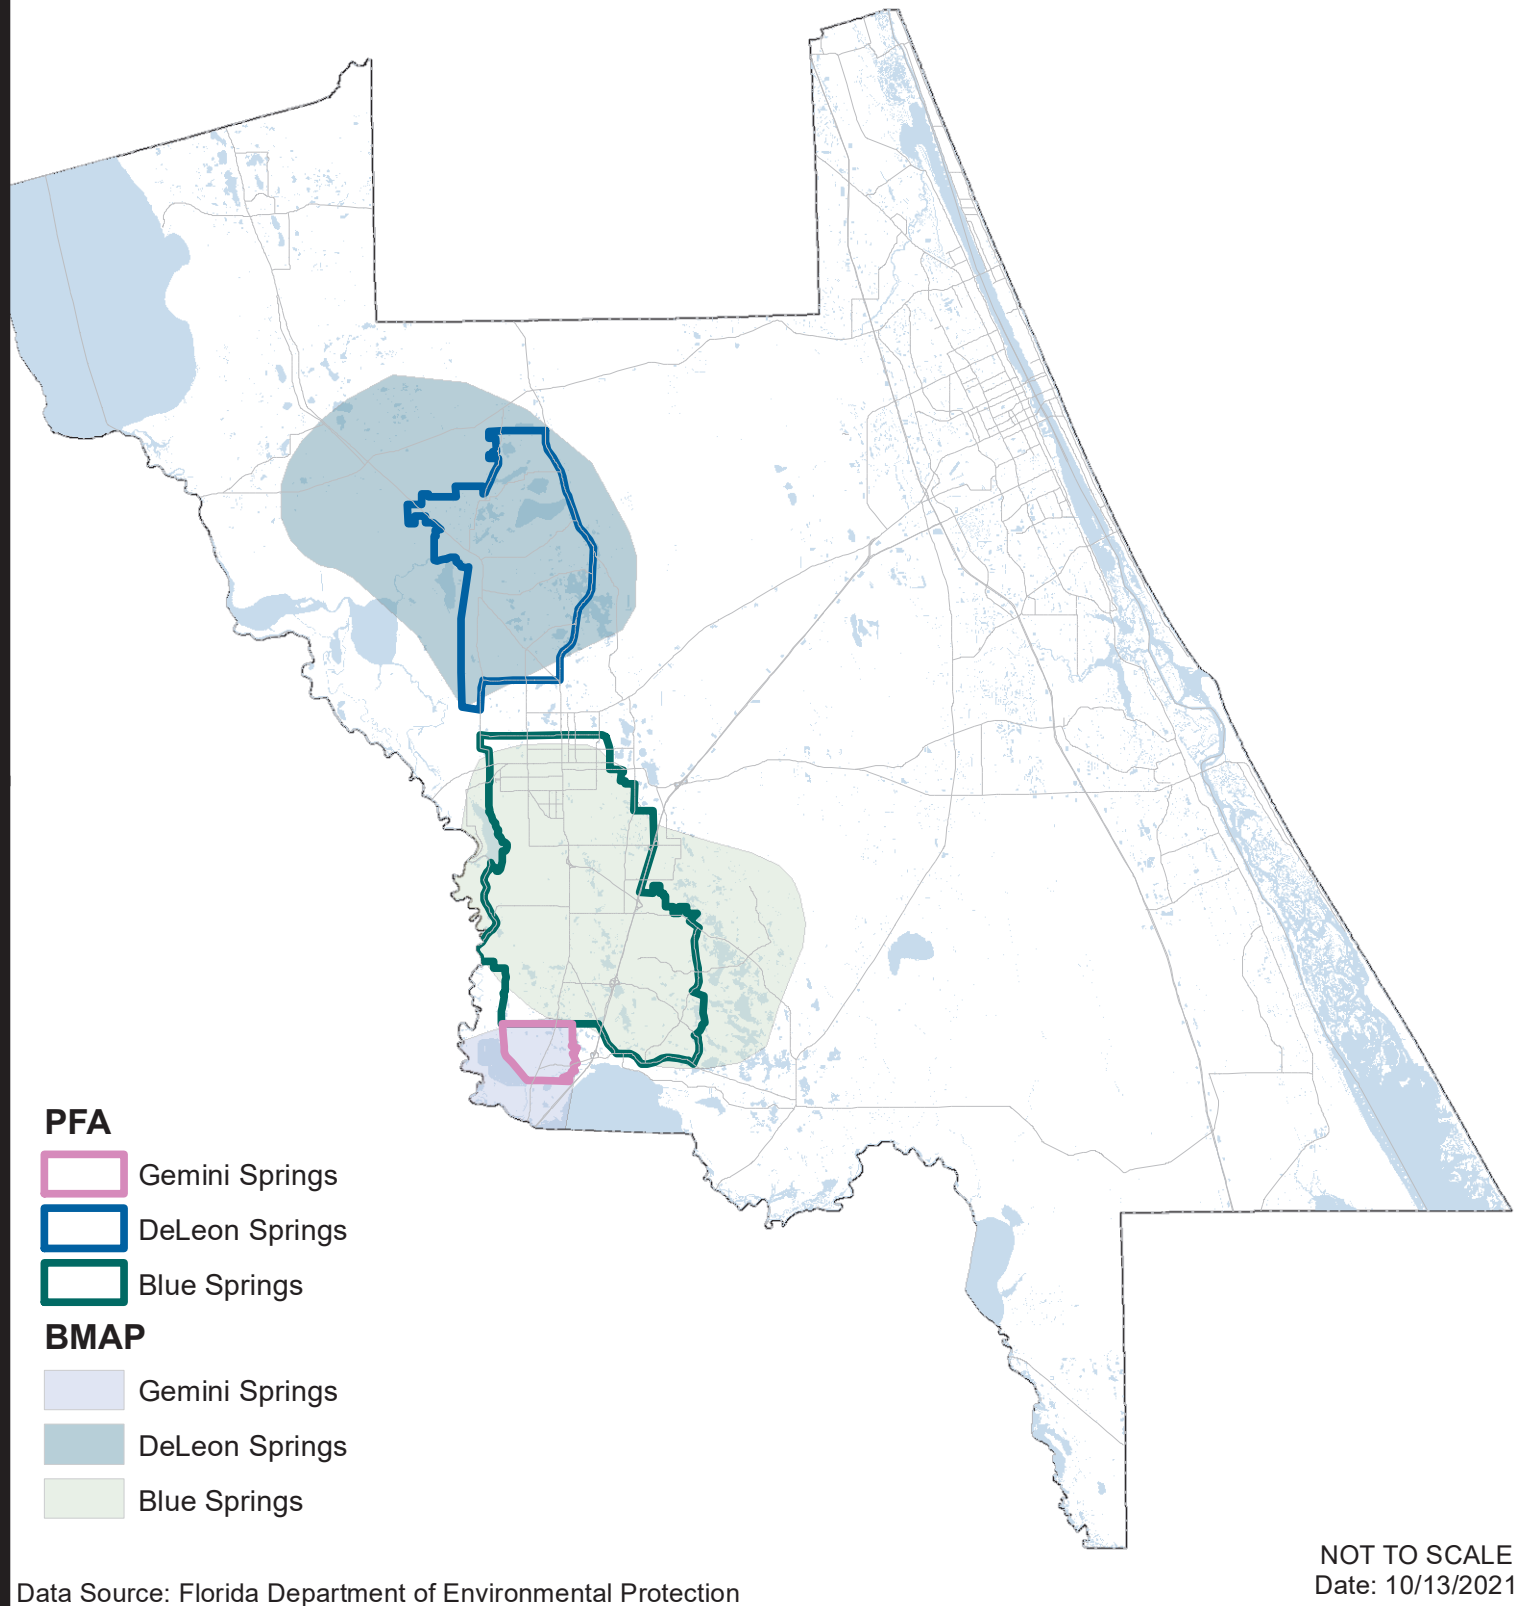 PFA
Gemini Springs
DeLeon Springs
Blue Springs
BMAP
Gemini Springs
DeLeon Springs
Blue Springs
NOT TO SCALE
Date: 10/13/2021
Data Source: Florida Department of Environmental Protection